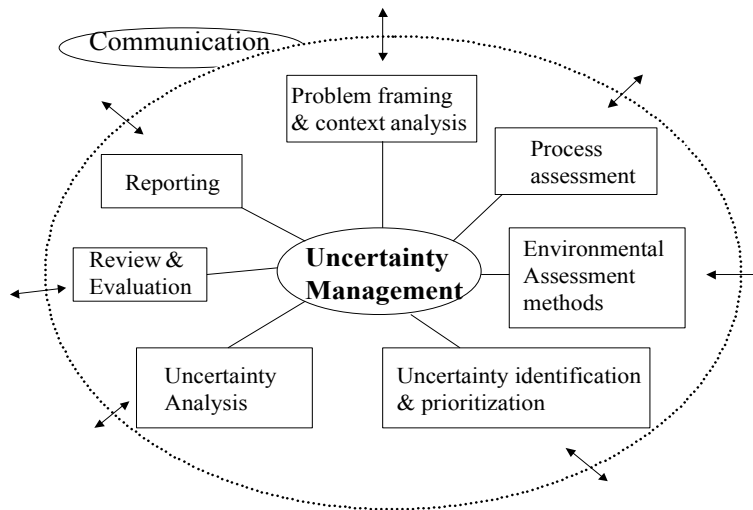 Communication
Problem framing
& context analysis
Process
assessment
Reporting
Environmental
Assessment
methods
Review &
Evaluation
Uncertainty
Management
Uncertainty
Analysis
Uncertainty identification
& prioritization